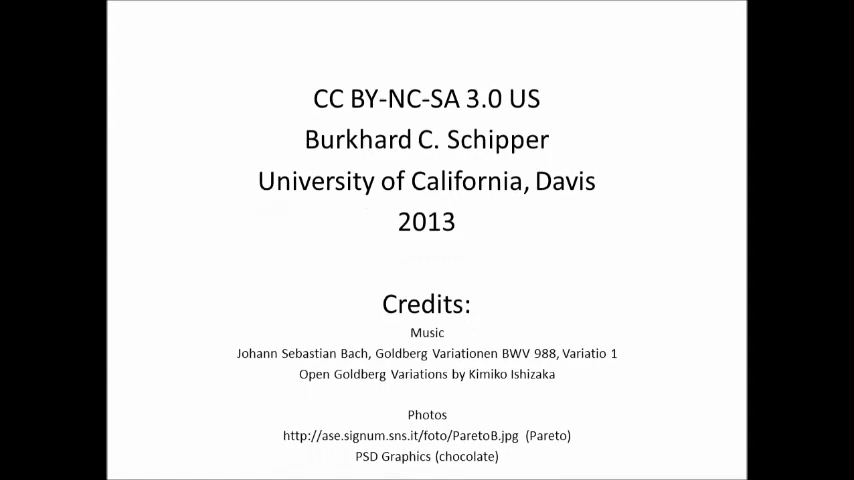 CC BY-NC-SA 3.0 US
Burkhard C. Schipper
University of California, Davis
2013
Credits:
Music
Johann Sebastian Bach, Goldberg Variationen BWV 988, Variatio 1
Open Goldberg Variations by Kimiko Ishizaka
Photos
http://ase.signum.sns.it/foto/ParetoB.jpg (Pareto)
PSD Graphics (chocolate)